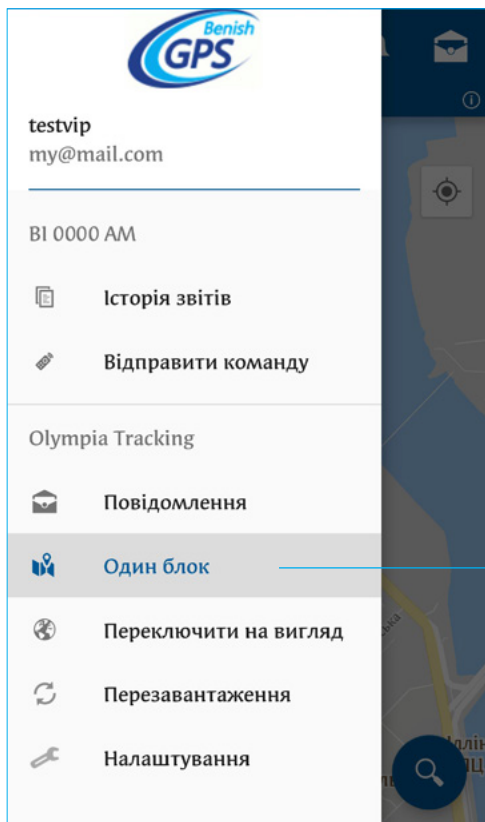 Benish
GPS
testvip
my@mail.com
BI 0000 AM
Історія звітів
Відправити команду
Olympia Tracking
Повідомлення
Один блок
Переключити на вигляд
Перезавантаження
Налаштування